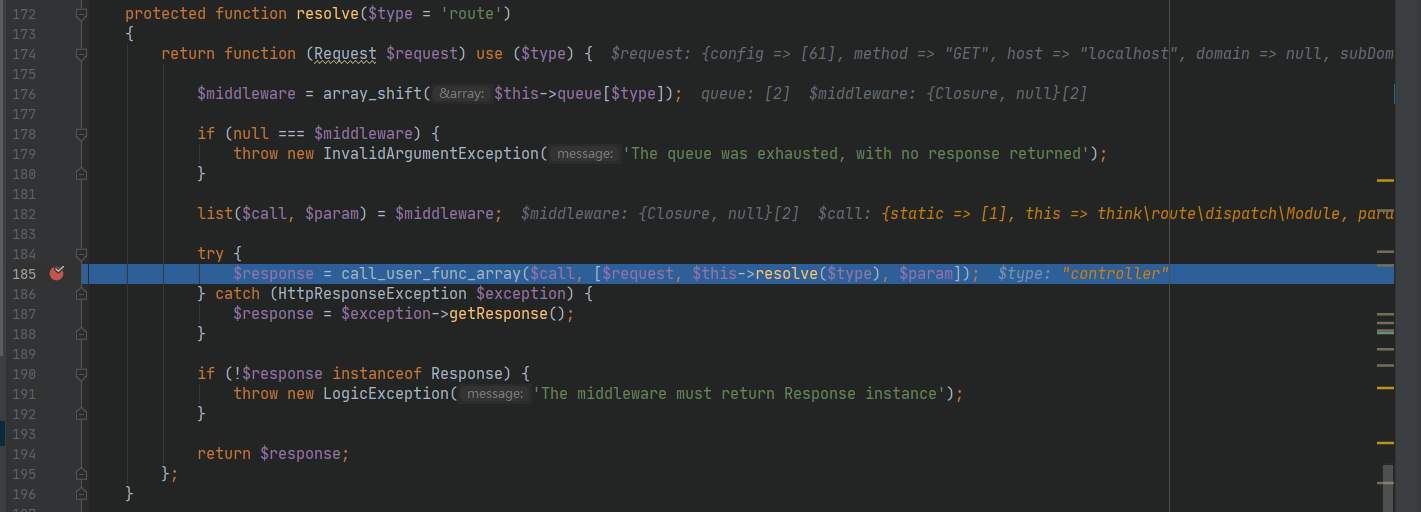 172 protected function resolve($type = 'route')
173 {
174 return function (Request $request) use ($type) { $request: {config => [61], method => "GET", host => "localhost", domain => null, subDom
175
176 $middleware = array_shift( &array: $this->queue[$type]); queue: [2] $middleware: {Closure, null}[2]
177
178 if (null === $middleware) {
179 throw new InvalidArgumentException( message: 'The queue was exhausted, with no response returned');
180 }
181
182 list($call, $param) = $middleware; $middleware: {Closure, null}[2] $call: {static => [1], this => think\route\dispatch\Module, para
183
184 try {
185 $response = call_user_func_array($call, [$request, $this->resolve($type), $param]); $type: "controller"
186 } catch (HttpResponseException $exception) {
187 $response = $exception->getResponse();
188 }
189
190 if (!$response instanceof Response) {
191 throw new LogicException( message: 'The middleware must return Response instance');
192 }
193
194 return $response;
195 };
196 }